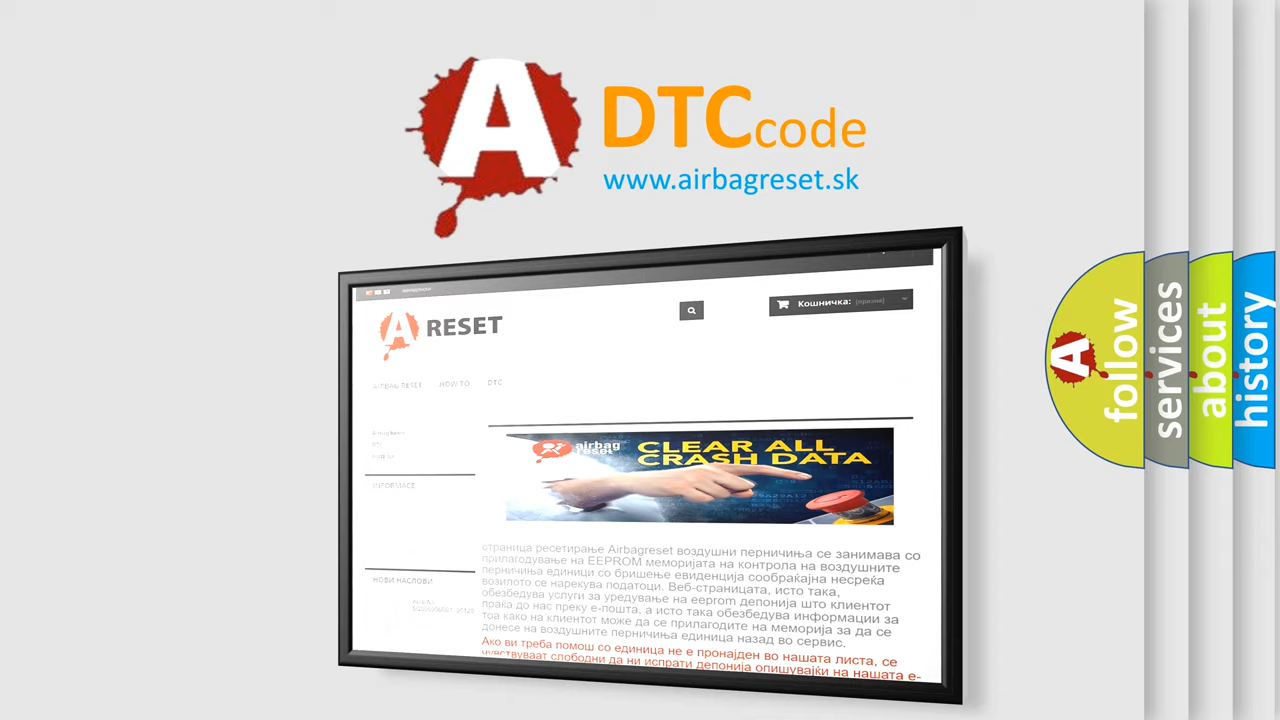 A
DTC code
www.airbagreset.sk
A RESET
Кошничка: (празни)
AIRBAG RESET HOW TO DTC
INFORMACE
airbag
reset
CLEAR ALL
CRASH DATA
страница ресетирање Airbagreset воздушни перничиња се занимава со
прилагодување на EEPROM меморијата на контрола на воздушните
перничиња единици со бришење евиденција сообраќајна несреќа
возилото се нарекува податоци. Веб-страницата, исто така,
обезбедува услуги за уредување на eeprom депонија што клиентот
праќа до нас преку е-пошта, а исто така обезбедува информации за
тоа како на клиентот може да се прилагодите на меморија за да се
донесе на воздушните перничиња единица назад во сервис.
Ако ви треба помош со единица не е пронајден во нашата листа, се
чувствуваат слободни да ни испрати депонија опишувајќи на нашата е-
НОВИ НАСЛОВИ
A
follow
services
about
history